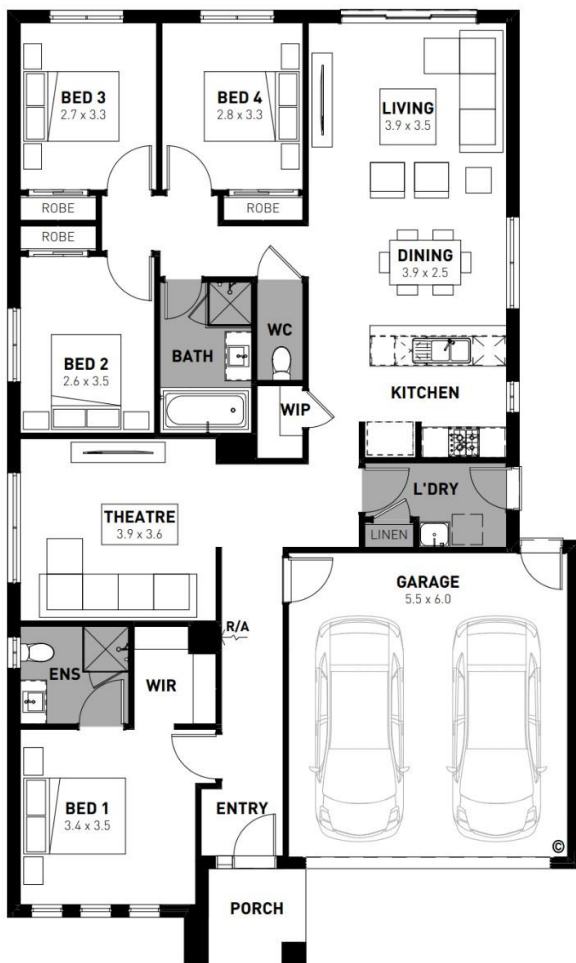 BED 3
2.7 x 3.3
BED 4
2.8 x 3.3
LIVING
3.9 x 3.5
ROBE
ROBE
ROBE
DINING
3.9 x 2.5
BED 2
2.6 x 3.5
BATH
WC
WIP
KITCHEN
L'DRY
LINEN
THEATRE
3.9 x 3.6
GARAGE
5.5 x 6.0
R/A
ENS
WIR
BED 1
3.4 x 3.5
ENTRY
©
PORCH